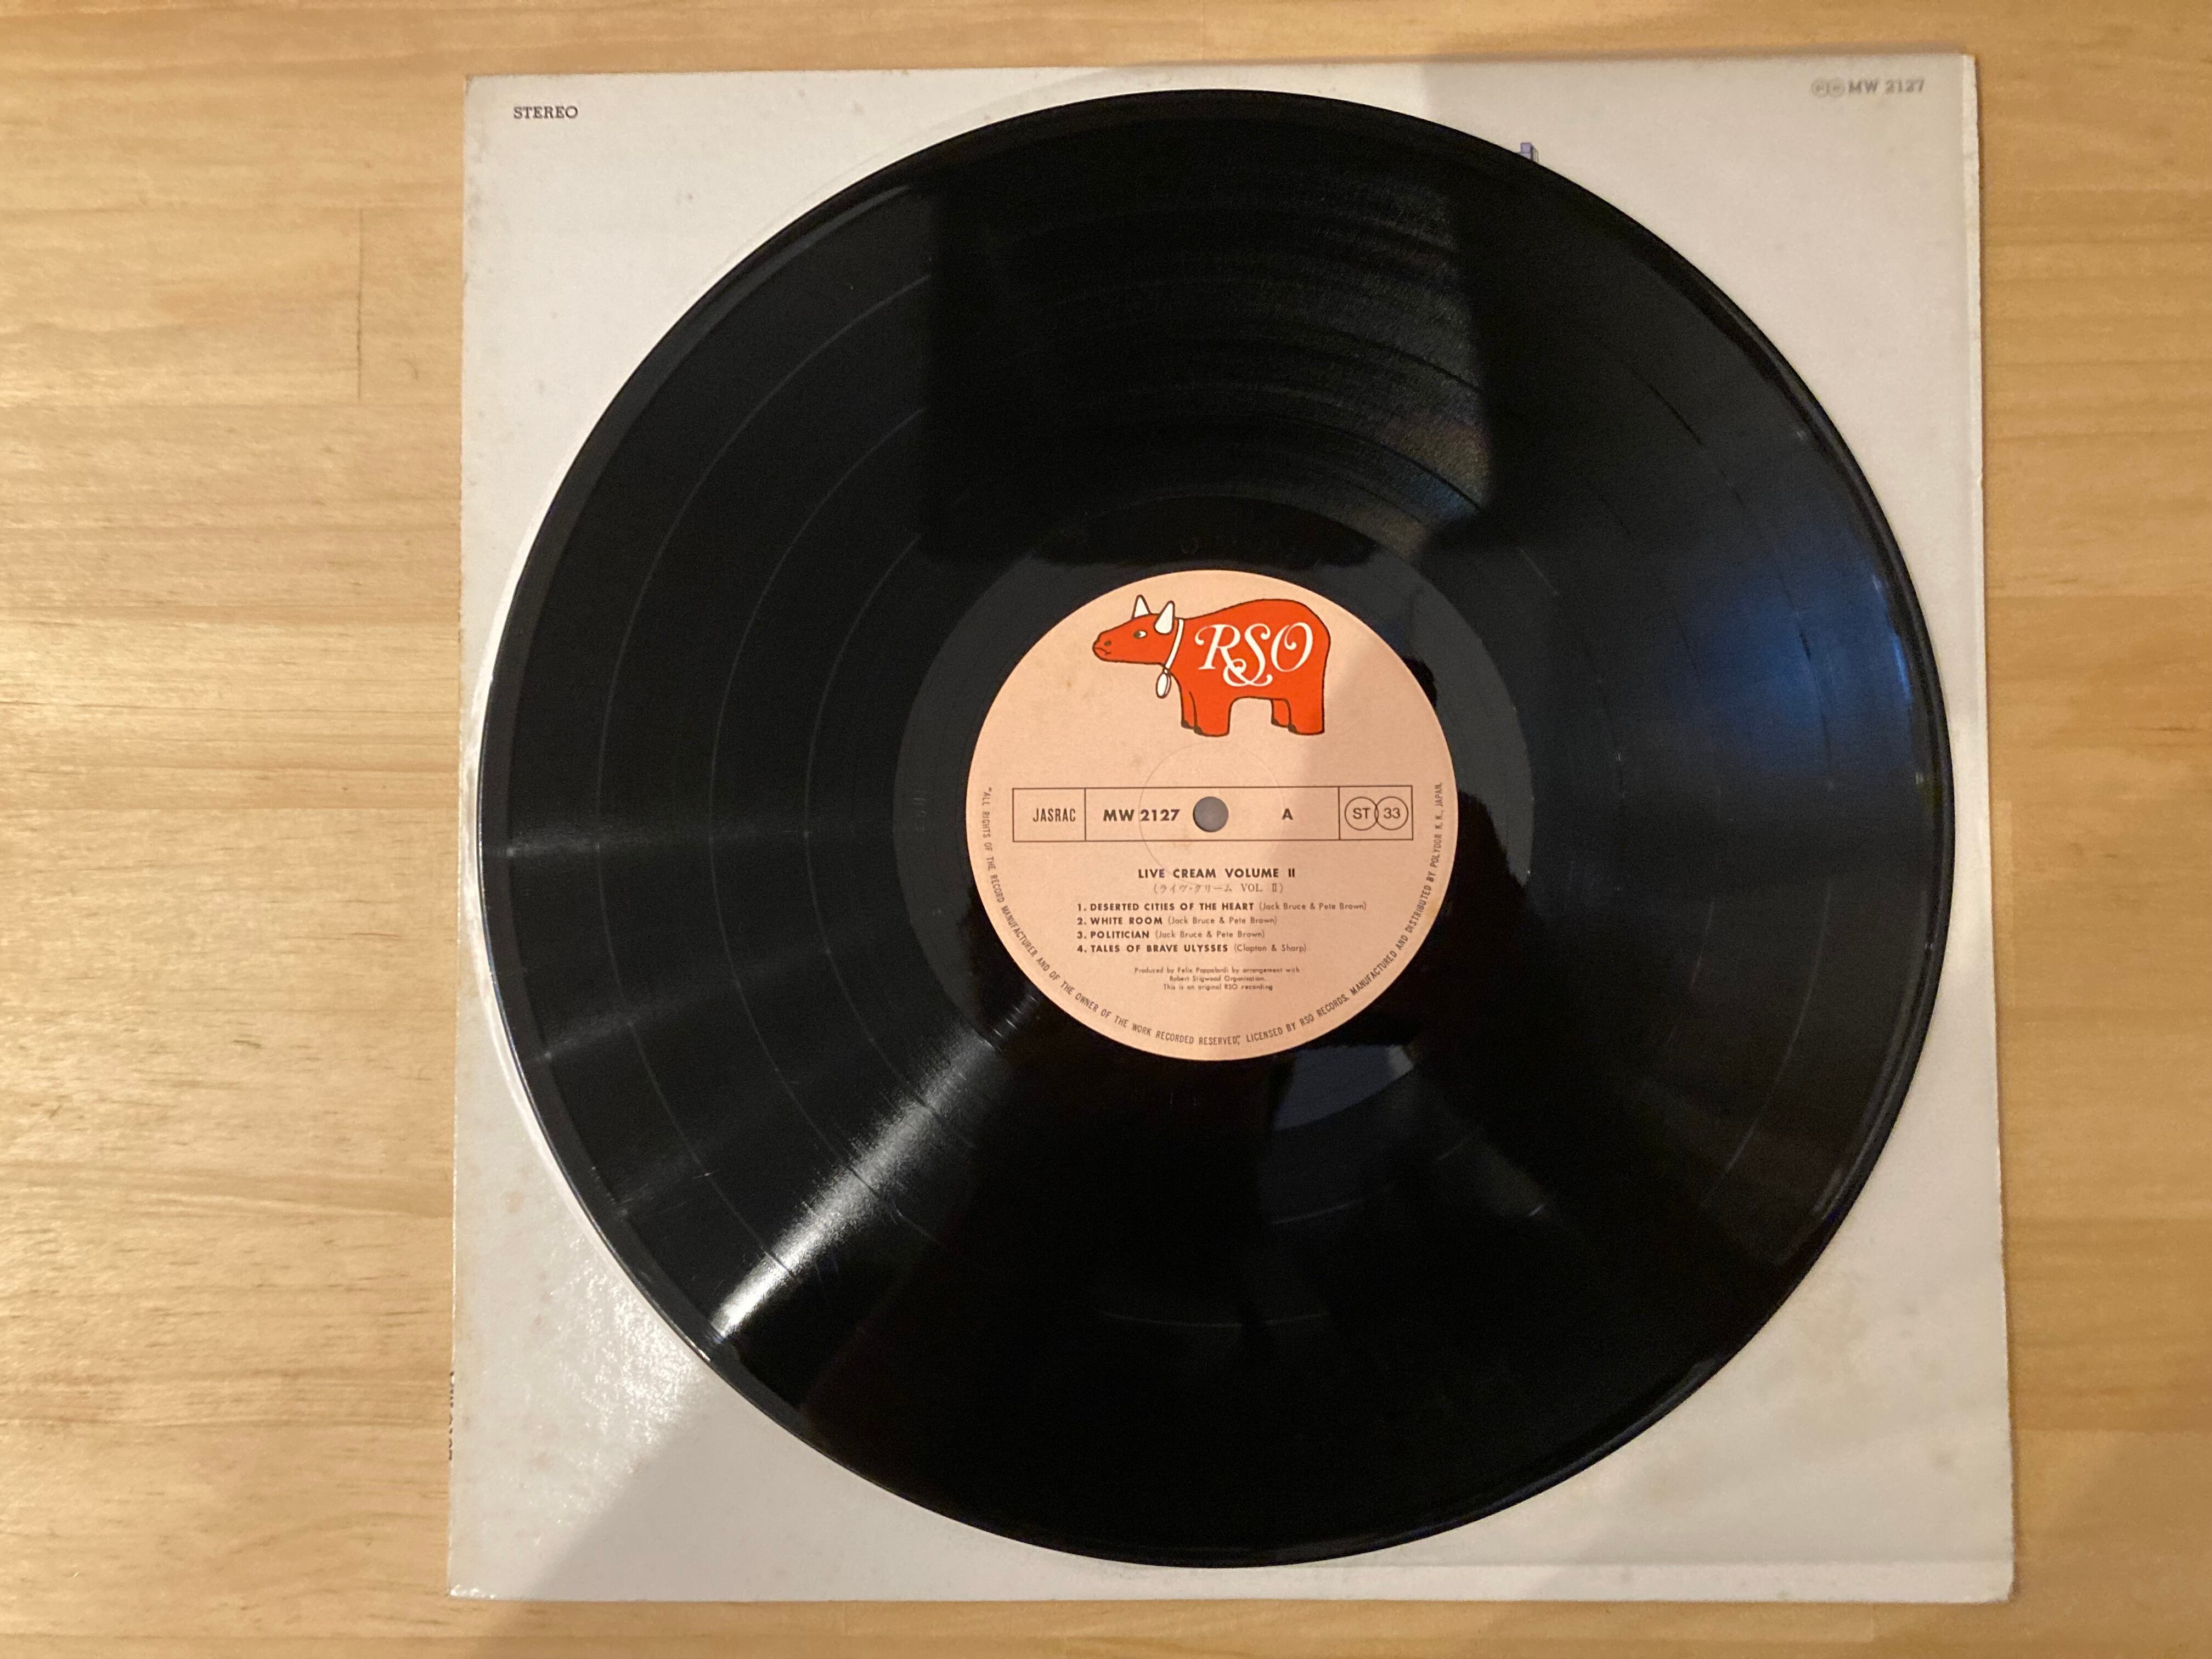 STEREO
MW 2127
RSO
JASRAC MW 2127 A ST 33
LIVE CREAM VOLUME II
(ライヴ・クリーム VOL II)
1. DESERTED CITIES OF THE HEART (Jack Bruce & Pete Brown)
2. WHITE ROOM (Jack Bruce & Pete Brown)
3. POLITICIAN (Jack Bruce & Pete Brown)
4. TALES OF BRAVE ULYSSES (Clapton & Sharp)
Produced by Felix Pappalardi by arrangement with
Robert Stigwood Organisation.
This is an original RSO recording
"ALL RIGHTS OF THE RECORD MANUFACTURER AND OF THE OWNER OF THE WORK RECORDED RESERVED," LICENSED BY RSO RECORDS, MANUFACTURED AND DISTRIBUTED BY POLYDOR K.K., JAPAN.